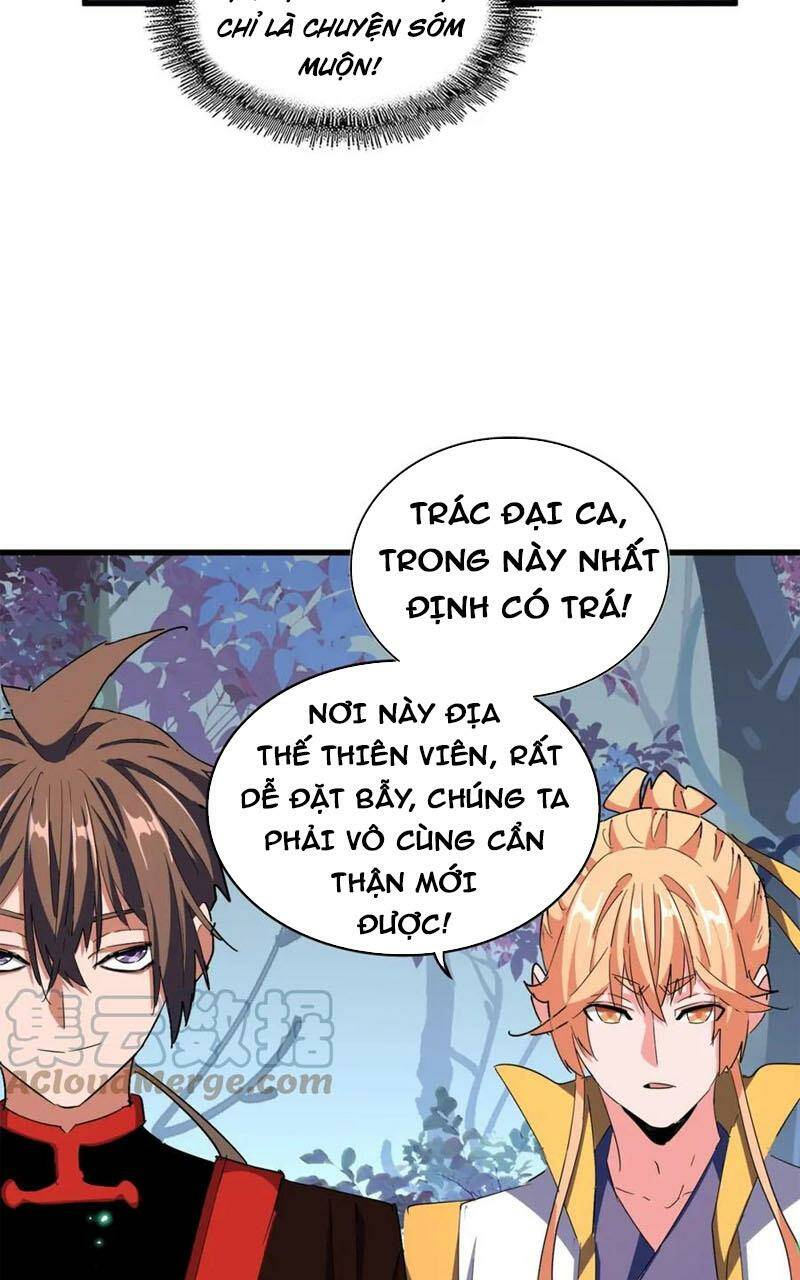 CHỈ LÀ CHUYỆN SỚM
MUỘN!
TRÁC ĐẠI CA,
TRONG NÀY NHẤT
ĐỊNH CÓ TRÁ!
NƠI NÀY ĐỊA
THẾ THIÊN VIÊN, RẤT
DỄ ĐẶT BẪY, CHÚNG TA
PHẢI VÔ CÙNG CẨN
THẬN MỚI
ĐƯỢC!
集云数据
ACloudMerge.com